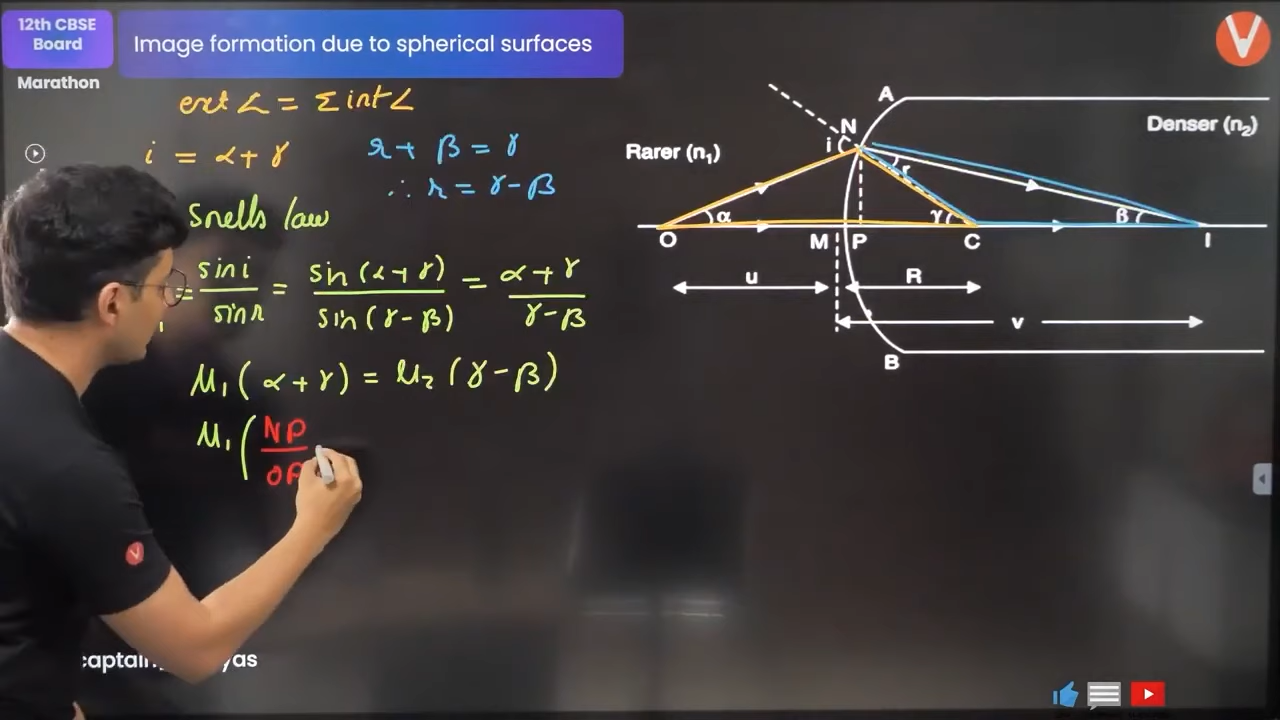 12th CBSE
Board
Marathon
Image formation due to spherical surfaces
ext ∠ = Σ int ∠
i = α + γ
r + β = γ
∴ r = γ - β
Snells law
= sin i / sin r = sin (α + γ) / sin (γ - β) = α + γ / γ - β
μ₁ (α + γ) = μ₂ (γ - β)
μ₁ ( NP / OP
A
Denser (n₂)
N
i
Rarer (n₁)
r
α
γ
β
O
M
P
C
I
u
R
v
B